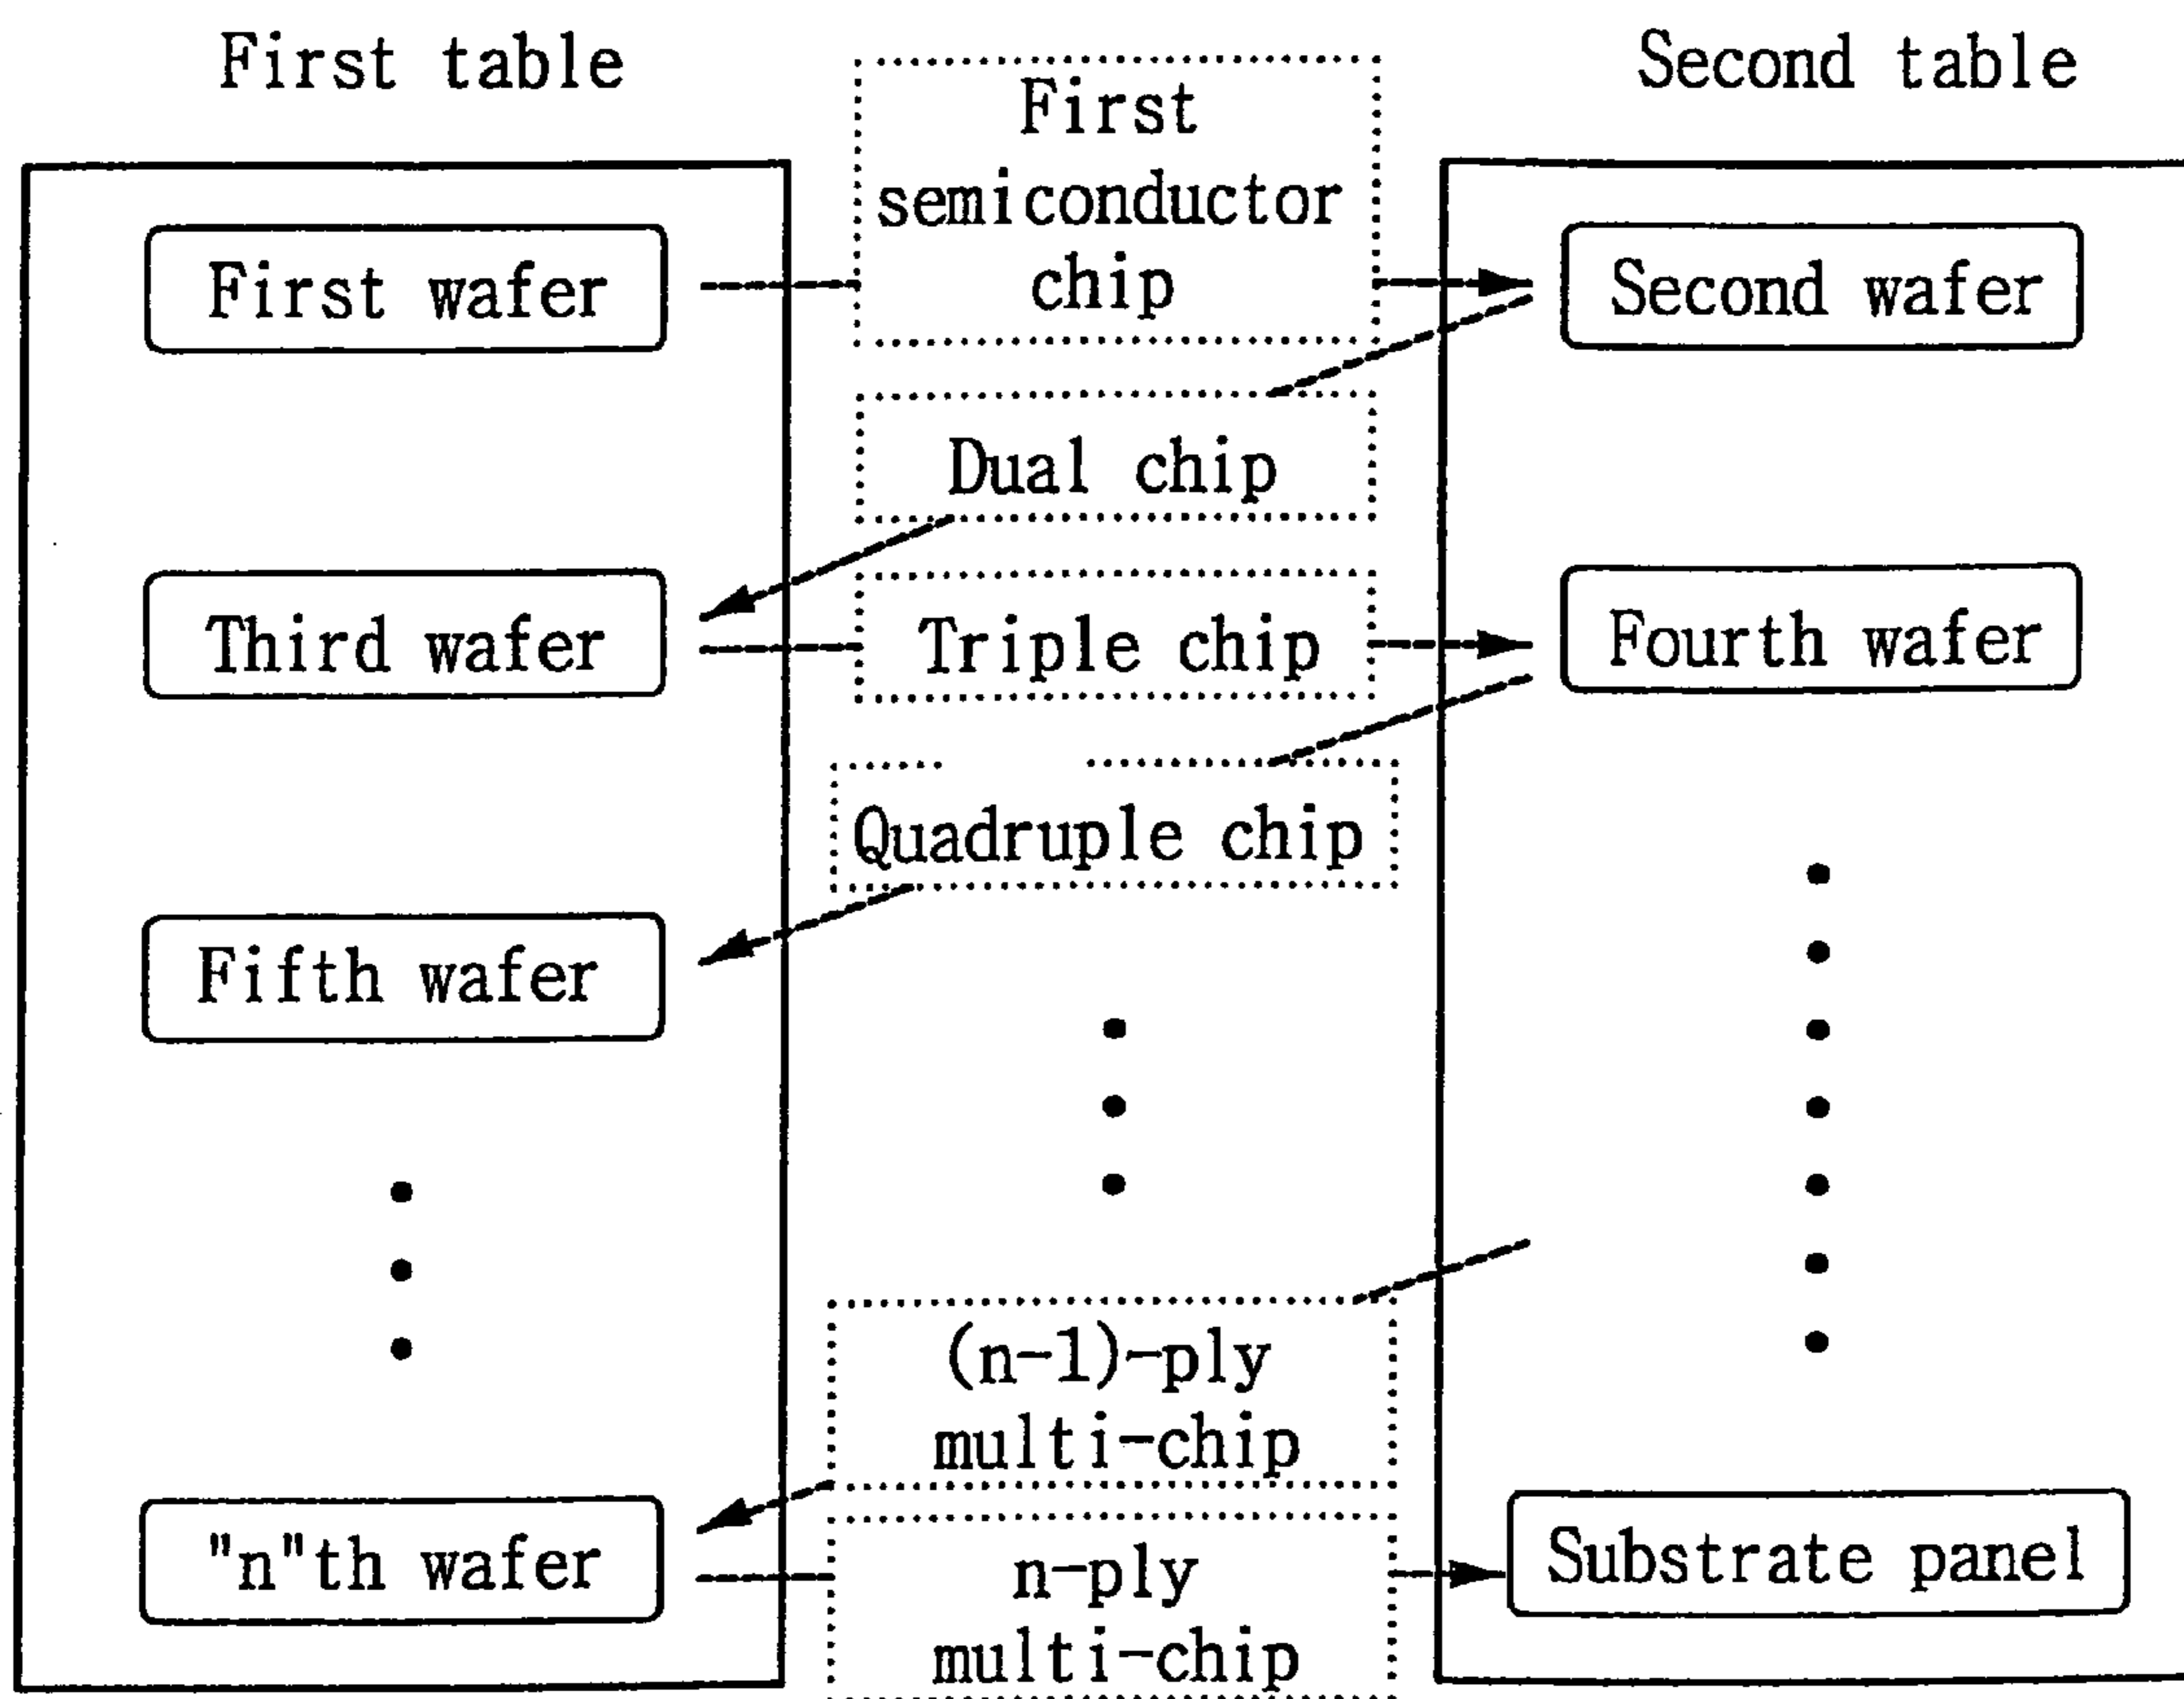 First table
Second table
First
semiconductor
chip
First wafer
Second wafer
Dual chip
Third wafer
Triple chip
Fourth wafer
Quadruple chip
Fifth wafer
(n-1)-ply
multi-chip
"n"th wafer
n-ply
multi-chip
Substrate panel